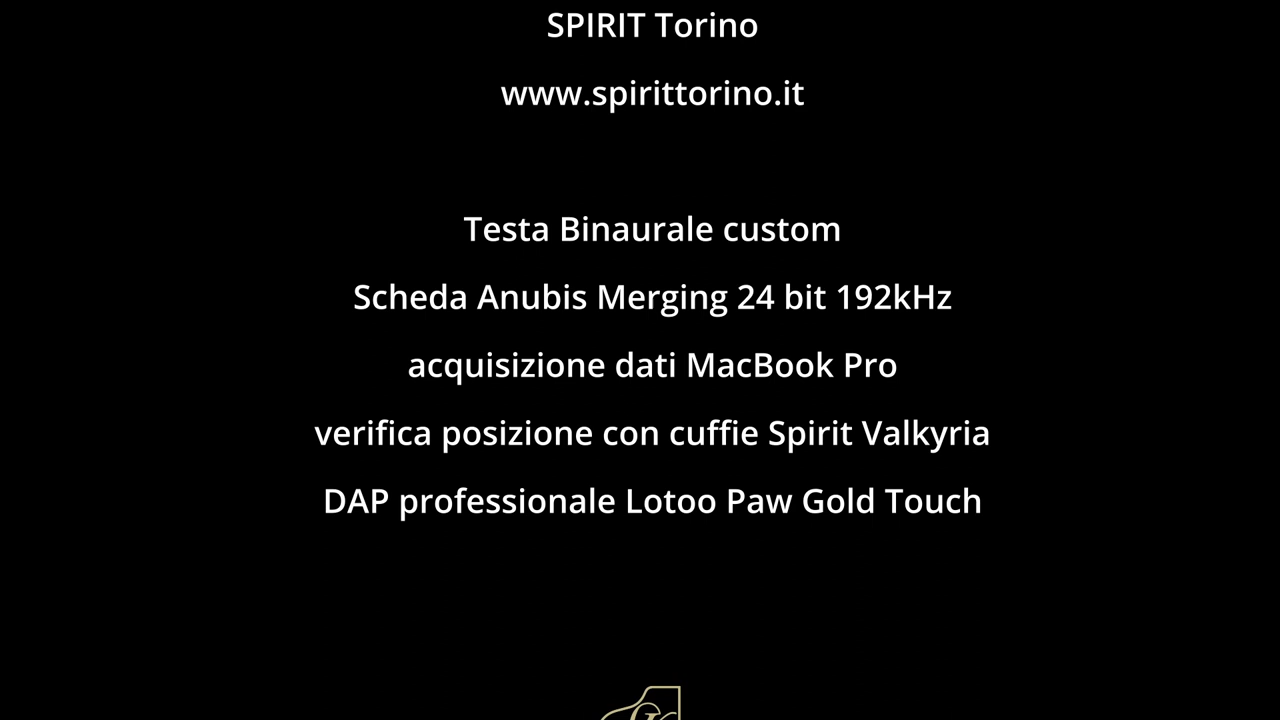 SPIRIT Torino
www.spirittorino.it
Testa Binaurale custom
Scheda Anubis Merging 24 bit 192kHz
acquisizione dati MacBook Pro
verifica posizione con cuffie Spirit Valkyria
DAP professionale Lotoo Paw Gold Touch